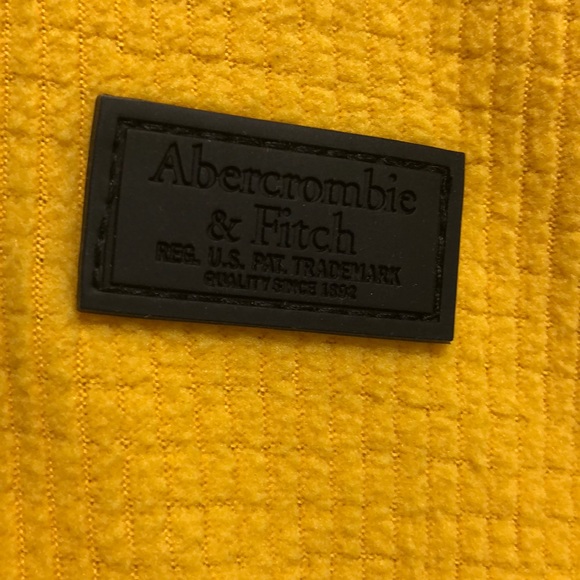 Abercrombie
& Fitch
REG. U.S. PAT. TRADEMARK
QUALITY SINCE 1892